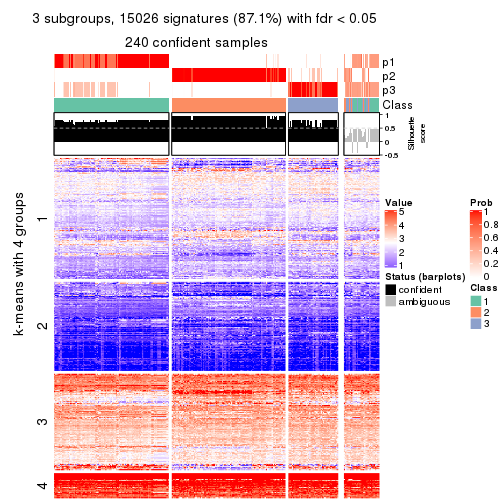 3 subgroups, 15026 signatures (87.1%) with fdr < 0.05
240 confident samples
p1
p2
p3
Class
1
0.5
0
-0.5
Silhouette
score
k-means with 4 groups
1
2
3
4
Value
5
4
3
2
1
Status (barplots)
confident
ambiguous
Prob
1
0.8
0.6
0.4
0.2
0
Class
1
2
3